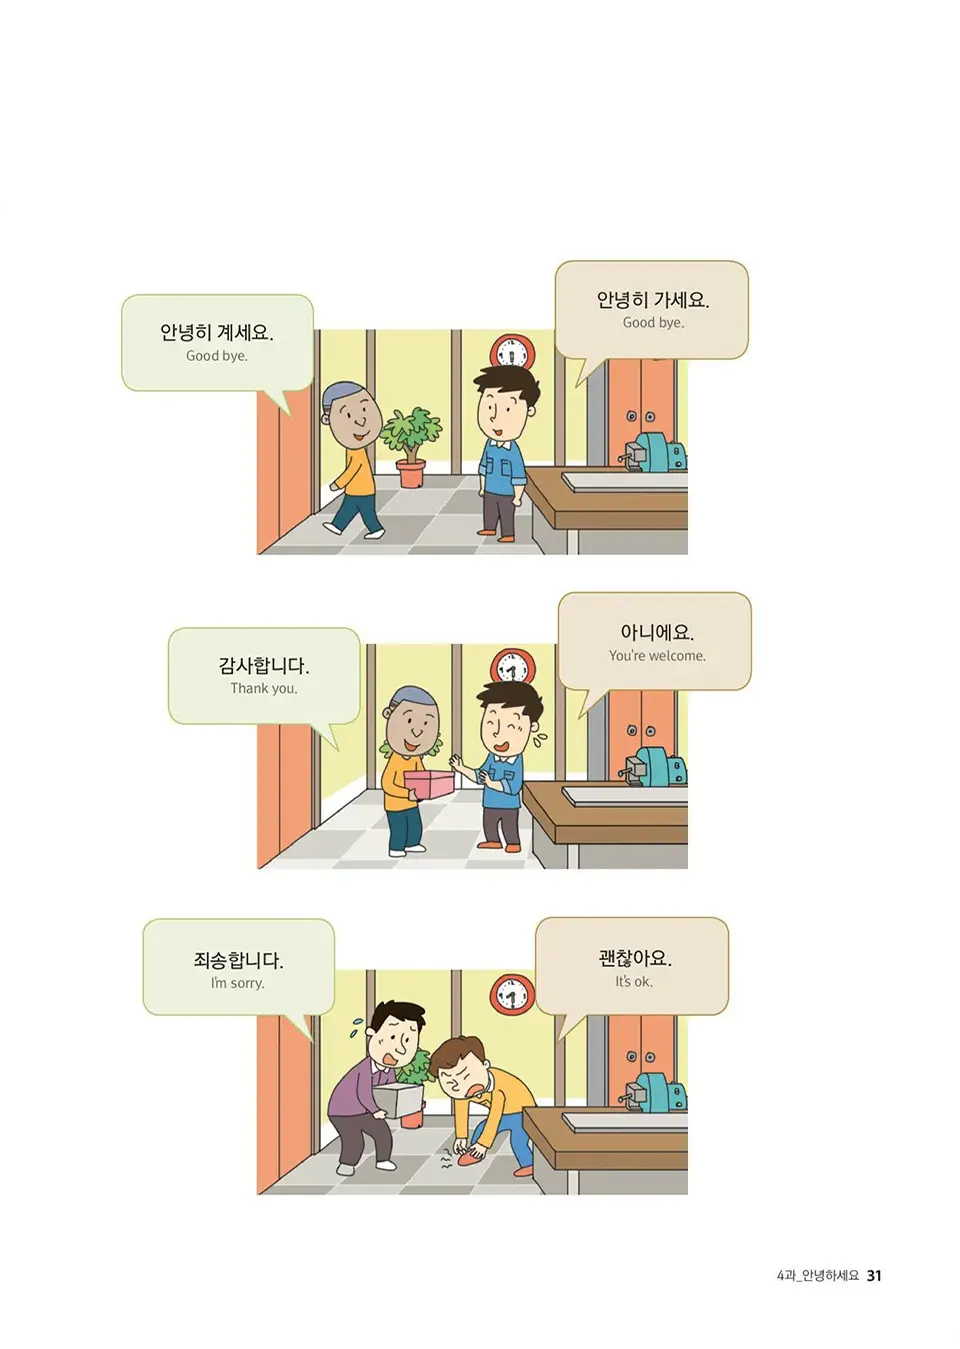 안녕히 계세요.
Good bye.
안녕히 가세요.
Good bye.
감사합니다.
Thank you.
아니에요.
You're welcome.
죄송합니다.
I'm sorry.
괜찮아요.
It's ok.
4과_안녕하세요 31